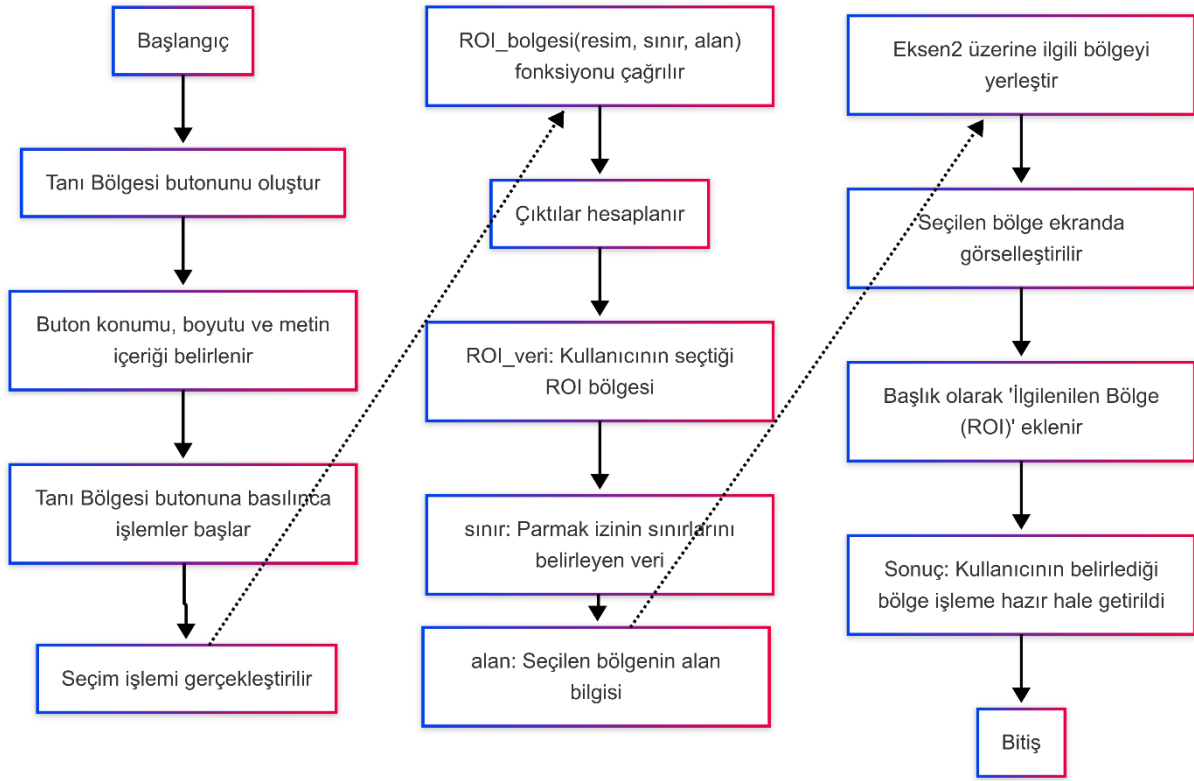 Başlangıç
Tanı Bölgesi butonunu oluştur
Buton konumu, boyutu ve metin
içeriği belirlenir
Tanı Bölgesi butonuna basılınca
işlemler başlar
Seçim işlemi gerçekleştirilir
ROI_bolgesi(resim, sınır, alan)
fonksiyonu çağrılır
Çıktılar hesaplanır
ROI_veri: Kullanıcının seçtiği
ROI bölgesi
sınır: Parmak izinin sınırlarını
belirleyen veri
alan: Seçilen bölgenin alan
bilgisi
Eksen2 üzerine ilgili bölgeyi
yerleştir
Seçilen bölge ekranda
görselleştirilir
Başlık olarak 'İlgilenilen Bölge
(ROI)' eklenir
Sonuç: Kullanıcının belirlediği
bölge işleme hazır hale getirildi
Bitiş